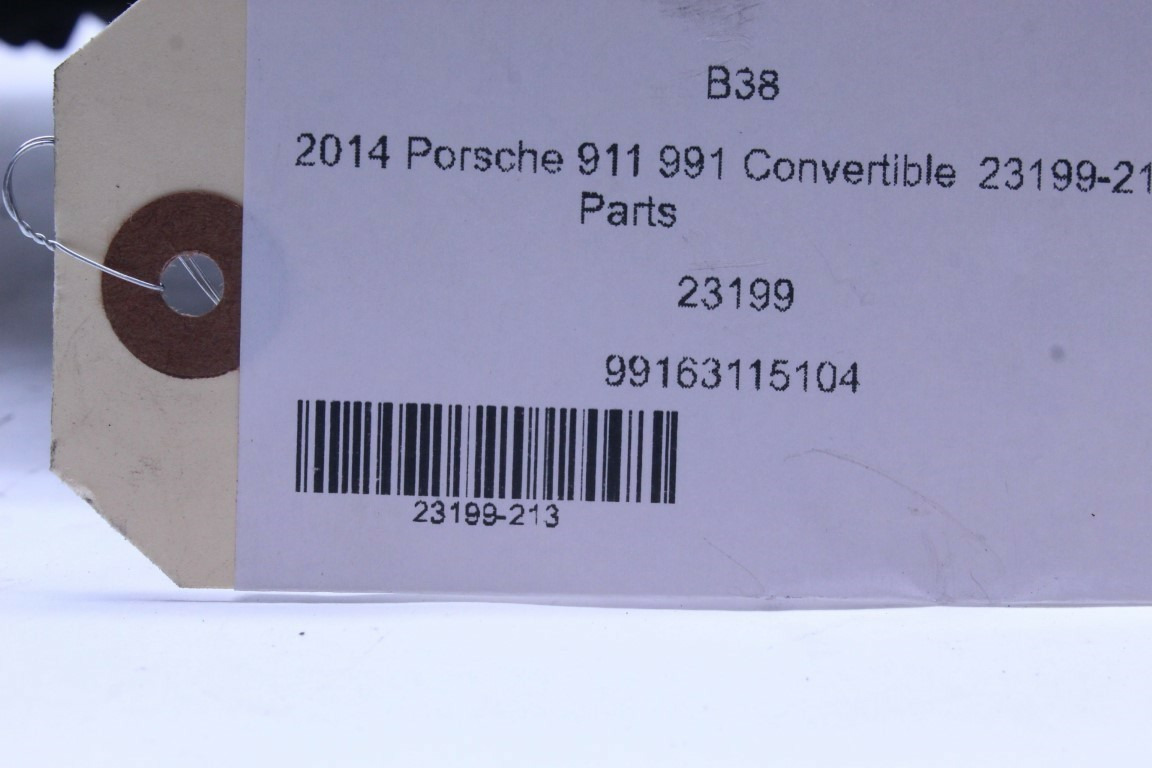 B38
2014 Porsche 911 991 Convertible 23199-21
Parts
23199
99163115104
23199-213